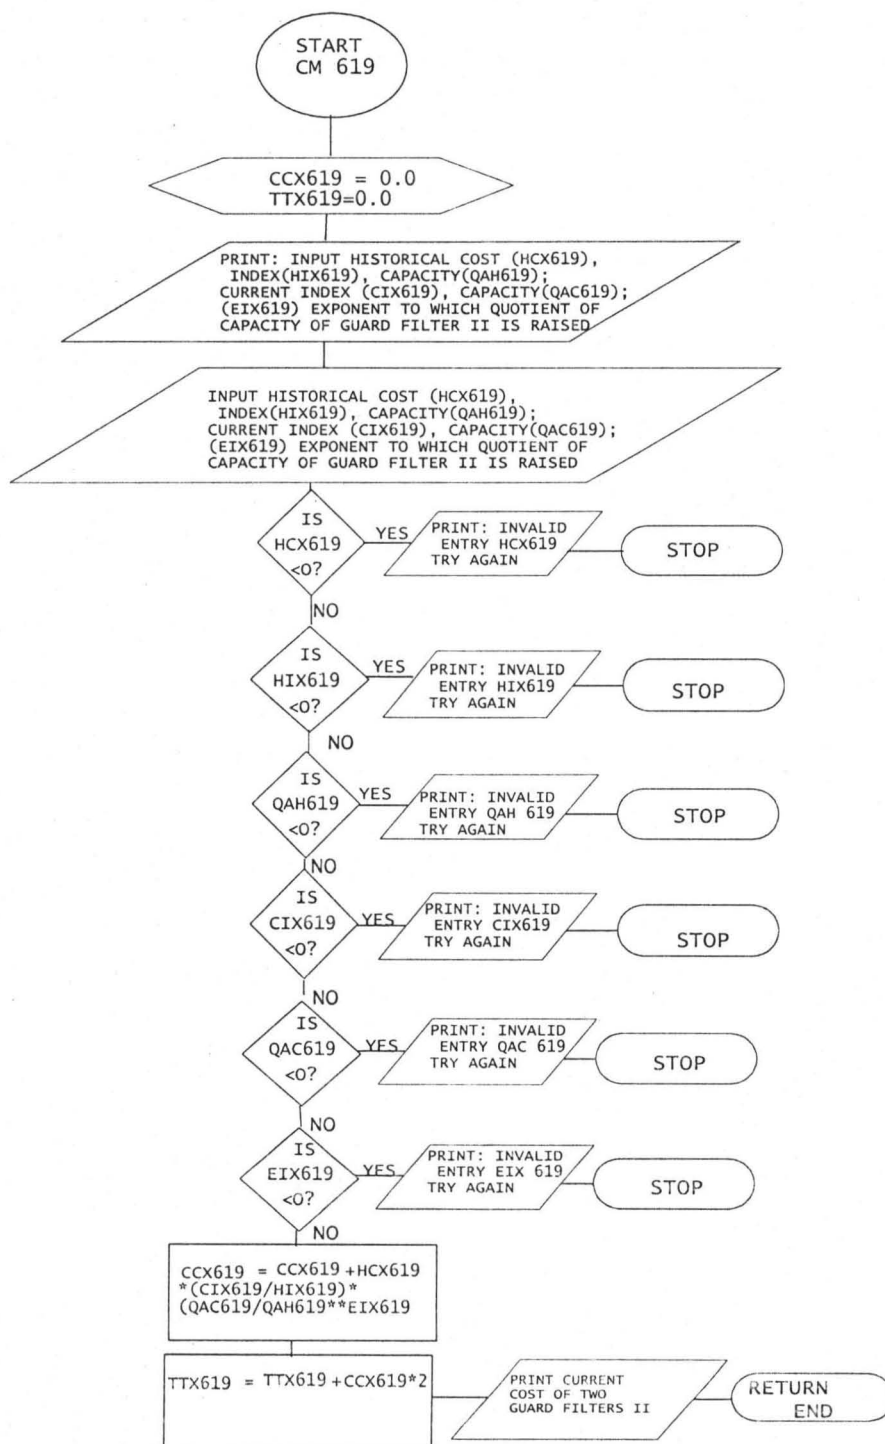 START
CM 619
CCX619 = 0.0
TTX619=0.0
PRINT: INPUT HISTORICAL COST (HCX619),
INDEX(HIX619), CAPACITY(QAH619);
CURRENT INDEX (CIX619), CAPACITY(QAC619);
(EIX619) EXPONENT TO WHICH QUOTIENT OF
CAPACITY OF GUARD FILTER II IS RAISED
INPUT HISTORICAL COST (HCX619),
INDEX(HIX619), CAPACITY(QAH619);
CURRENT INDEX (CIX619), CAPACITY(QAC619);
(EIX619) EXPONENT TO WHICH QUOTIENT OF
CAPACITY OF GUARD FILTER II IS RAISED
IS
HCX619
<0?
YES
PRINT: INVALID
ENTRY HCX619
TRY AGAIN
STOP
NO
IS
HIX619
<0?
YES
PRINT: INVALID
ENTRY HIX619
TRY AGAIN
STOP
NO
IS
QAH619
<0?
YES
PRINT: INVALID
ENTRY QAH 619
TRY AGAIN
STOP
NO
IS
CIX619
<0?
YES
PRINT: INVALID
ENTRY CIX619
TRY AGAIN
STOP
NO
IS
QAC619
<0?
YES
PRINT: INVALID
ENTRY QAC 619
TRY AGAIN
STOP
NO
IS
EIX619
<0?
YES
PRINT: INVALID
ENTRY EIX 619
TRY AGAIN
STOP
NO
CCX619 = CCX619+HCX619
*(CIX619/HIX619)*
(QAC619/QAH619**EIX619
TTX619 = TTX619+CCX619*2
PRINT CURRENT
COST OF TWO
GUARD FILTERS II
RETURN
END